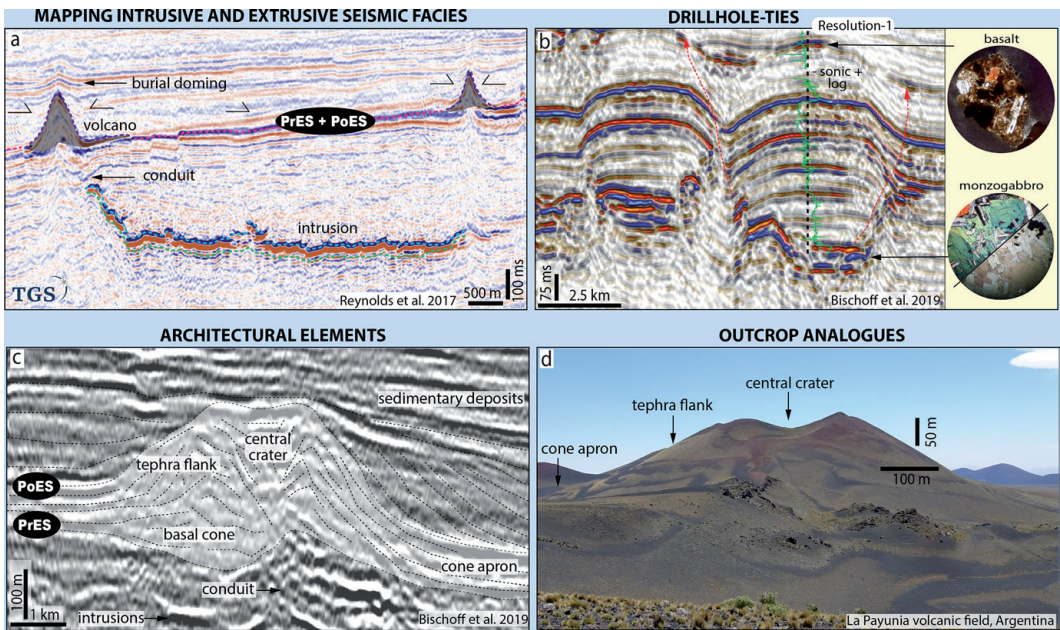 MAPPING INTRUSIVE AND EXTRUSIVE SEISMIC FACIES
a
burial doming
volcano
PrES + PoES
conduit
intrusion
TGS
Reynolds et al. 2017
500 m
100 ms
DRILLHOLE-TIES
b
Resolution-1
sonic +
log
basalt
monzogabbro
75 ms
2.5 km
Bischoff et al. 2019
ARCHITECTURAL ELEMENTS
c
sedimentary deposits
central
crater
tephra flank
PoES
PrES
basal cone
cone apron
conduit
100 m
1 km
intrusions
Bischoff et al. 2019
OUTCROP ANALOGUES
d
central crater
tephra flank
cone apron
50 m
100 m
La Payunia volcanic field, Argentina